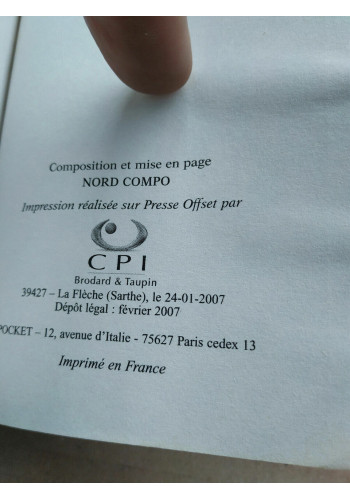 Composition et mise en page
NORD COMPO
Impression réalisée sur Presse Offset par
CPI
Brodard & Taupin
39427 – La Flèche (Sarthe), le 24-01-2007
Dépôt légal : février 2007
POCKET – 12, avenue d'Italie - 75627 Paris cedex 13
Imprimé en France